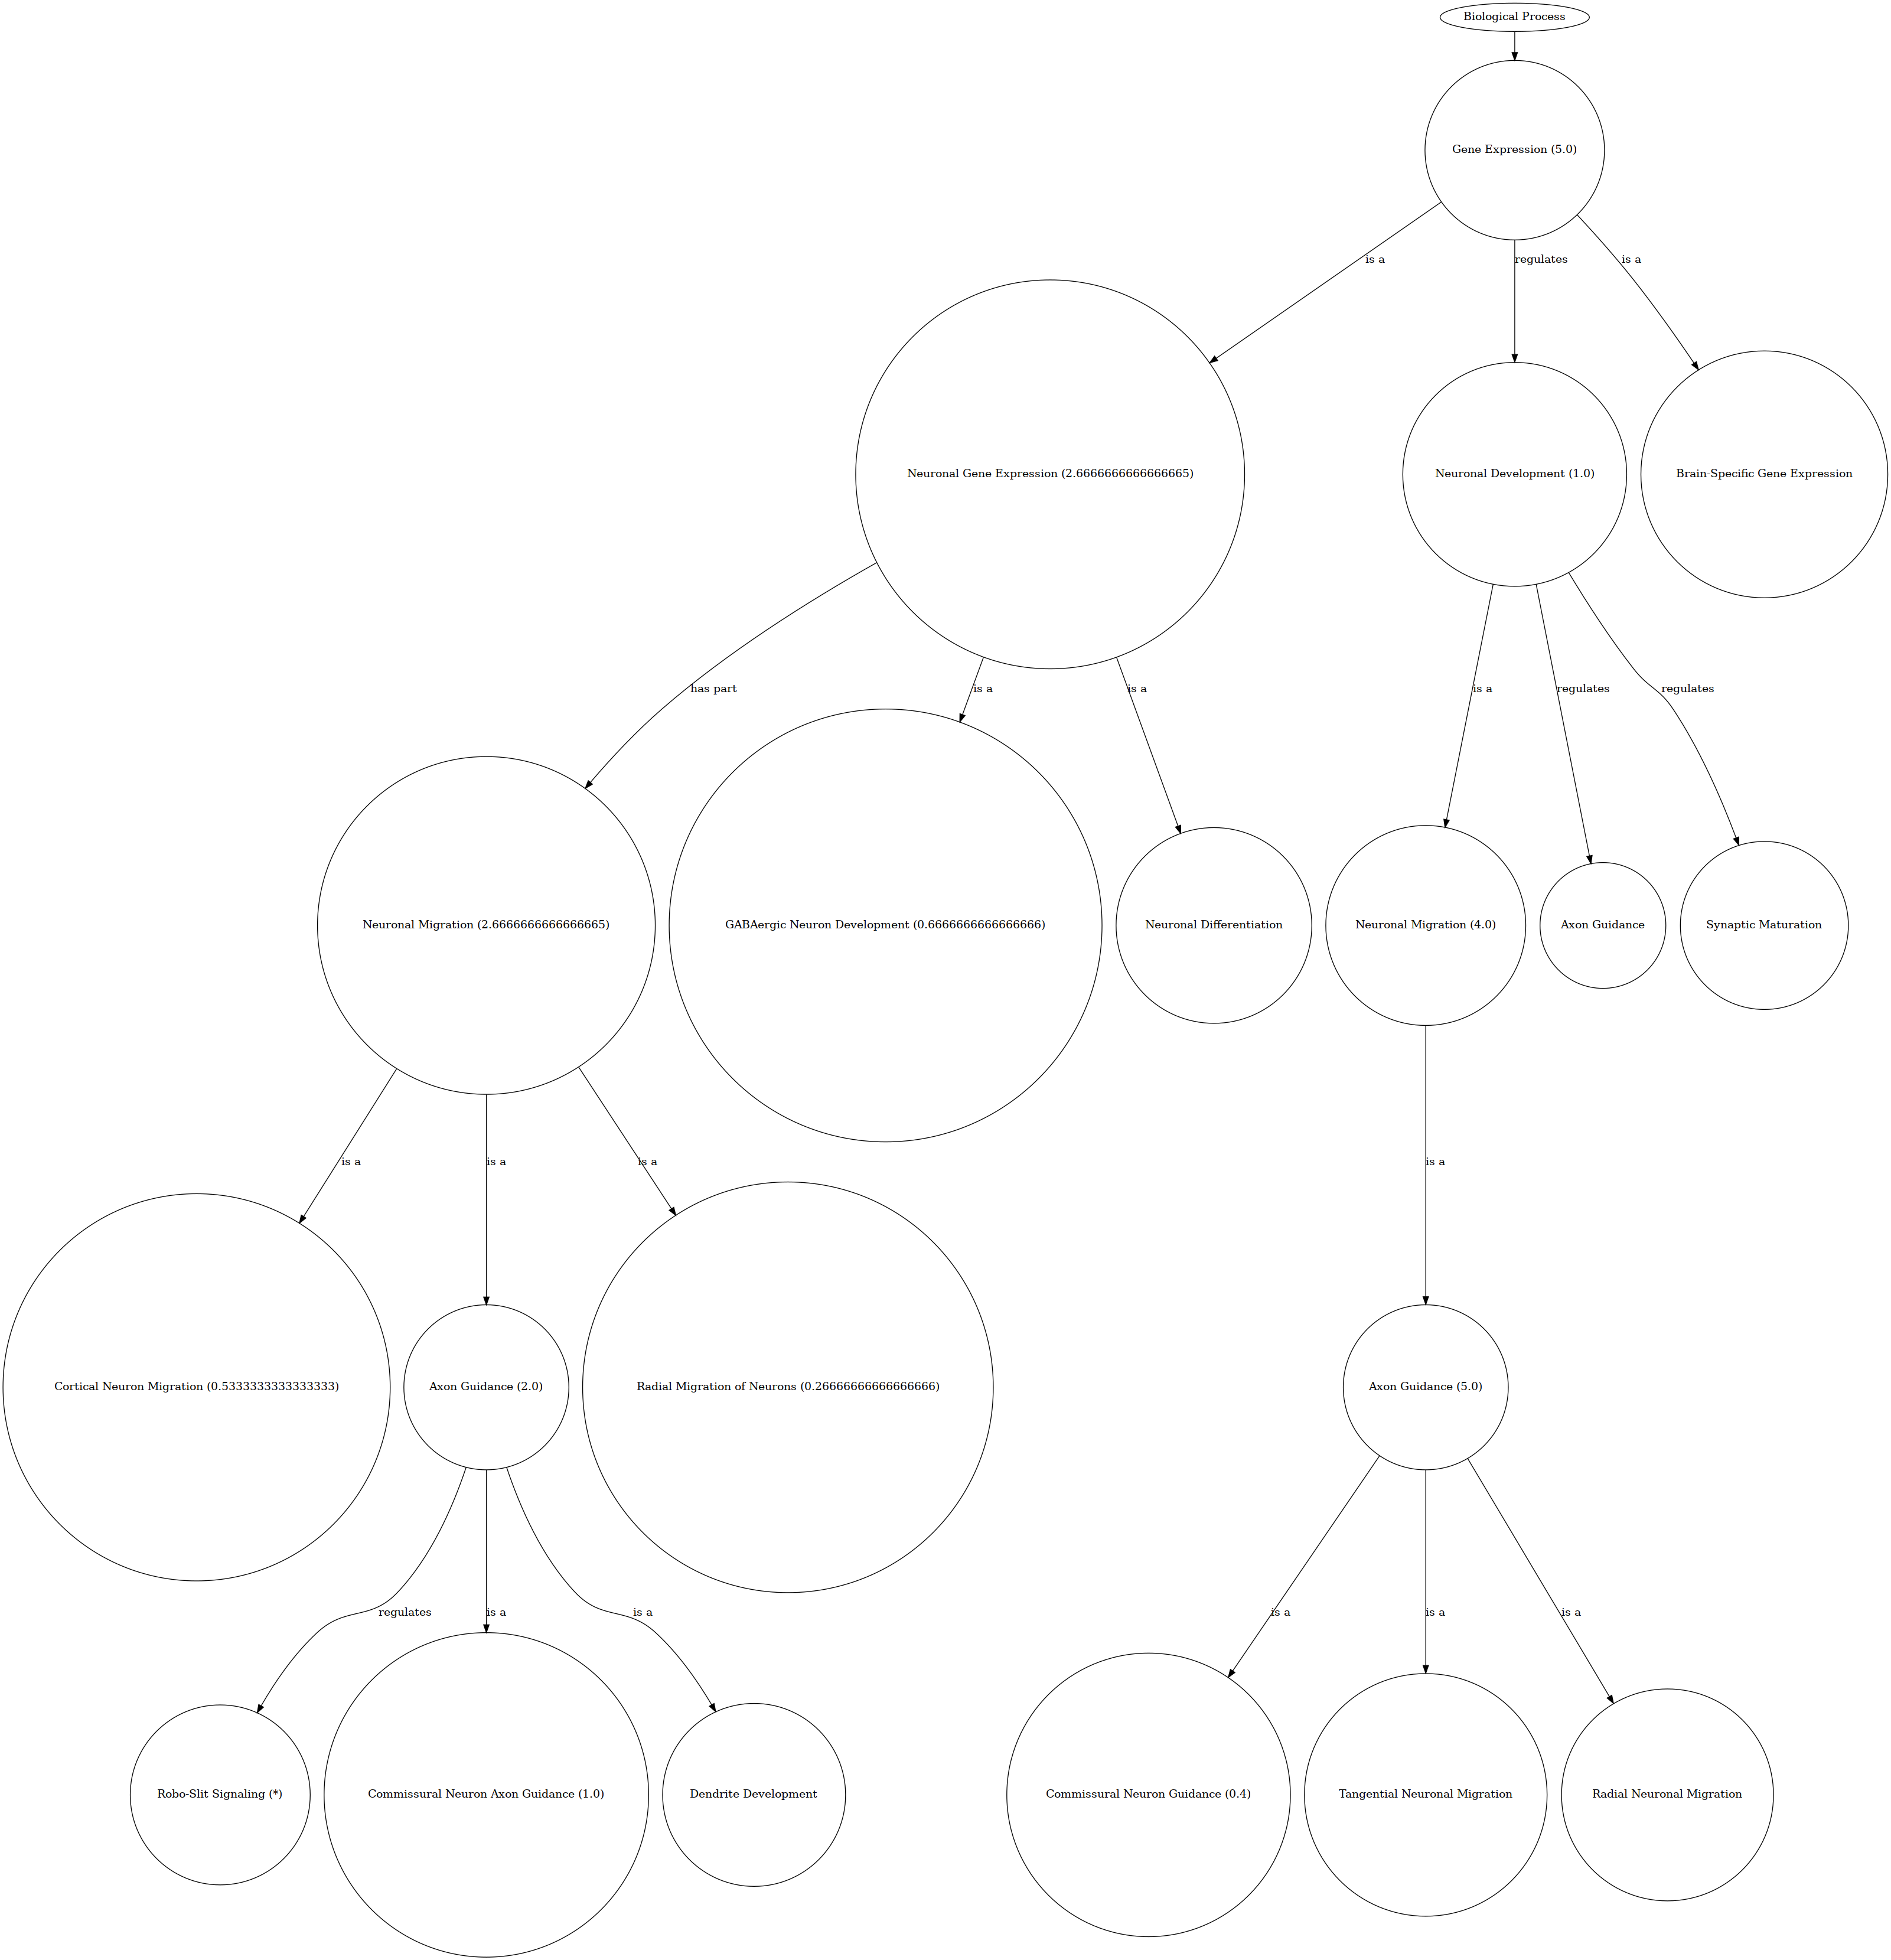 Biological Process
Gene Expression (5.0)
is a
regulates
is a
Neuronal Gene Expression (2.6666666666666665)
Neuronal Development (1.0)
Brain-Specific Gene Expression
has part
is a
is a
is a
regulates
regulates
Neuronal Migration (2.6666666666666665)
GABAergic Neuron Development (0.6666666666666666)
Neuronal Differentiation
Neuronal Migration (4.0)
Axon Guidance
Synaptic Maturation
is a
is a
is a
is a
Cortical Neuron Migration (0.5333333333333333)
Axon Guidance (2.0)
Radial Migration of Neurons (0.26666666666666666)
Axon Guidance (5.0)
regulates
is a
is a
is a
is a
is a
Robo-Slit Signaling (*)
Commissural Neuron Axon Guidance (1.0)
Dendrite Development
Commissural Neuron Guidance (0.4)
Tangential Neuronal Migration
Radial Neuronal Migration